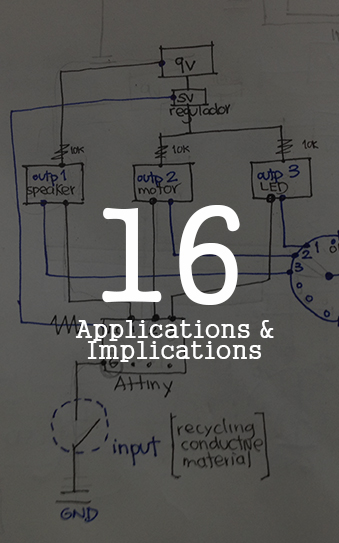 9V
5V
regulador
10K
10K
10K
outp 1
speaker
outp 2
motor
outp 3
LED
1
2
3
16
Applications &
Implications
Attiny
input
[recycling
conductive
material]
GND